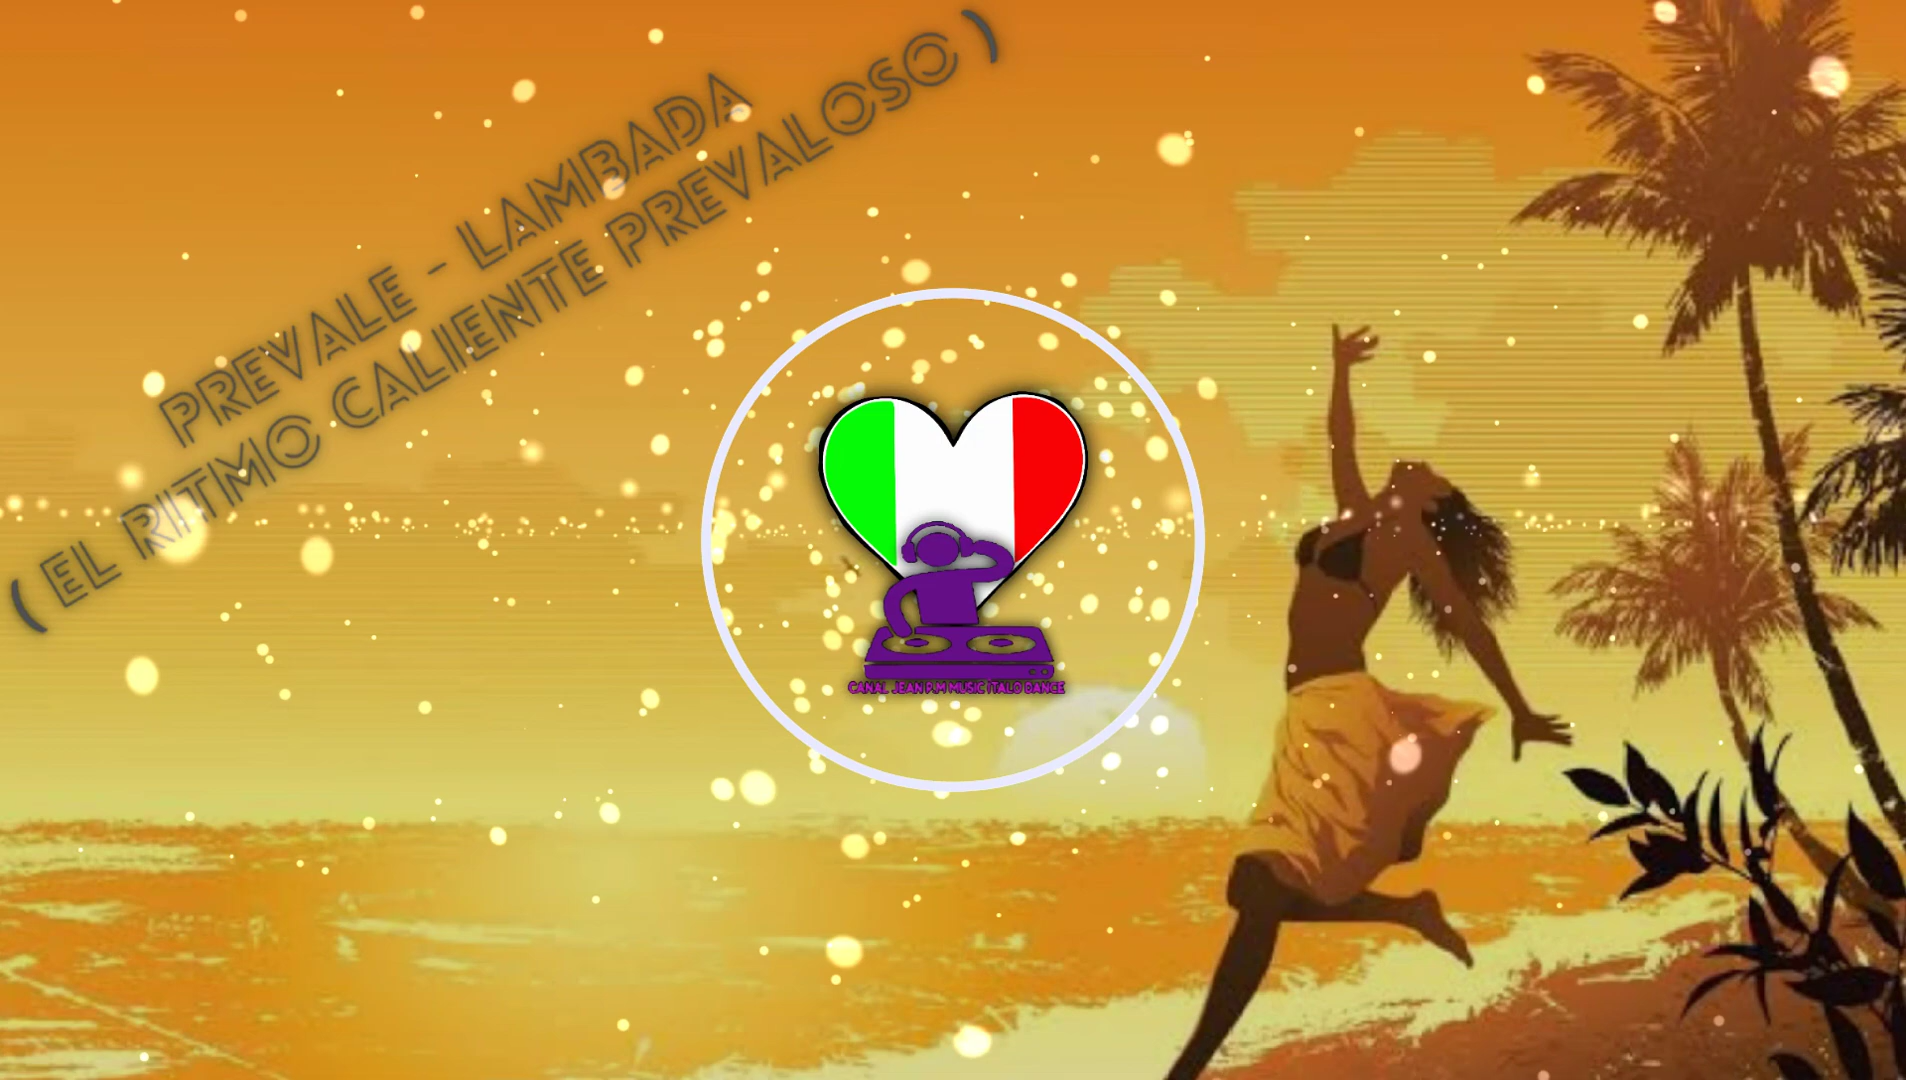 PREVALE - LAMBADA
( EL RITMO CALIENTE PREVALOSO )
CANAL JEAN P.M MUSIC ITALO DANCE